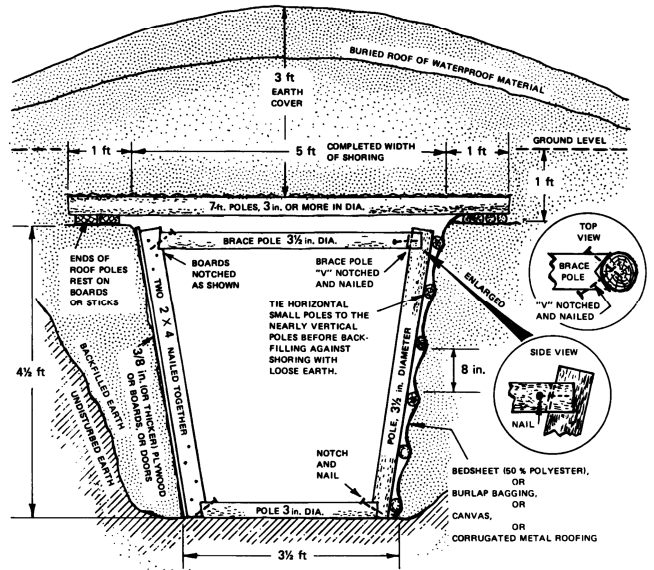 3 ft
EARTH
COVER
BURIED ROOF OF WATERPROOF MATERIAL
1 ft
5 ft
COMPLETED WIDTH
OF SHORING
1 ft
GROUND LEVEL
1 ft
7-ft. POLES, 3 in. OR MORE IN DIA.
BRACE POLE 3½ in. DIA.
ENDS OF
ROOF POLES
REST ON
BOARDS
OR STICKS
BOARDS
NOTCHED
AS SHOWN
BRACE POLE
"V" NOTCHED
AND NAILED
ENLARGED
TOP
VIEW
BRACE
POLE
"V" NOTCHED
AND NAILED
TIE HORIZONTAL
SMALL POLES TO THE
NEARLY VERTICAL
POLES BEFORE BACK-
FILLING AGAINST
SHORING WITH
LOOSE EARTH.
4½ ft
BACKFILLED EARTH
UNDISTURBED EARTH
3/8 in. (OR THICKER) PLYWOOD
OR BOARDS, OR DOORS
TWO 2 X 4 NAILED TOGETHER
POLE, 3½ in. DIAMETER
8 in.
SIDE VIEW
NAIL
NOTCH
AND
NAIL
POLE 3 in. DIA.
3½ ft
BEDSHEET (50 % POLYESTER),
OR
BURLAP BAGGING,
OR
CANVAS,
OR
CORRUGATED METAL ROOFING